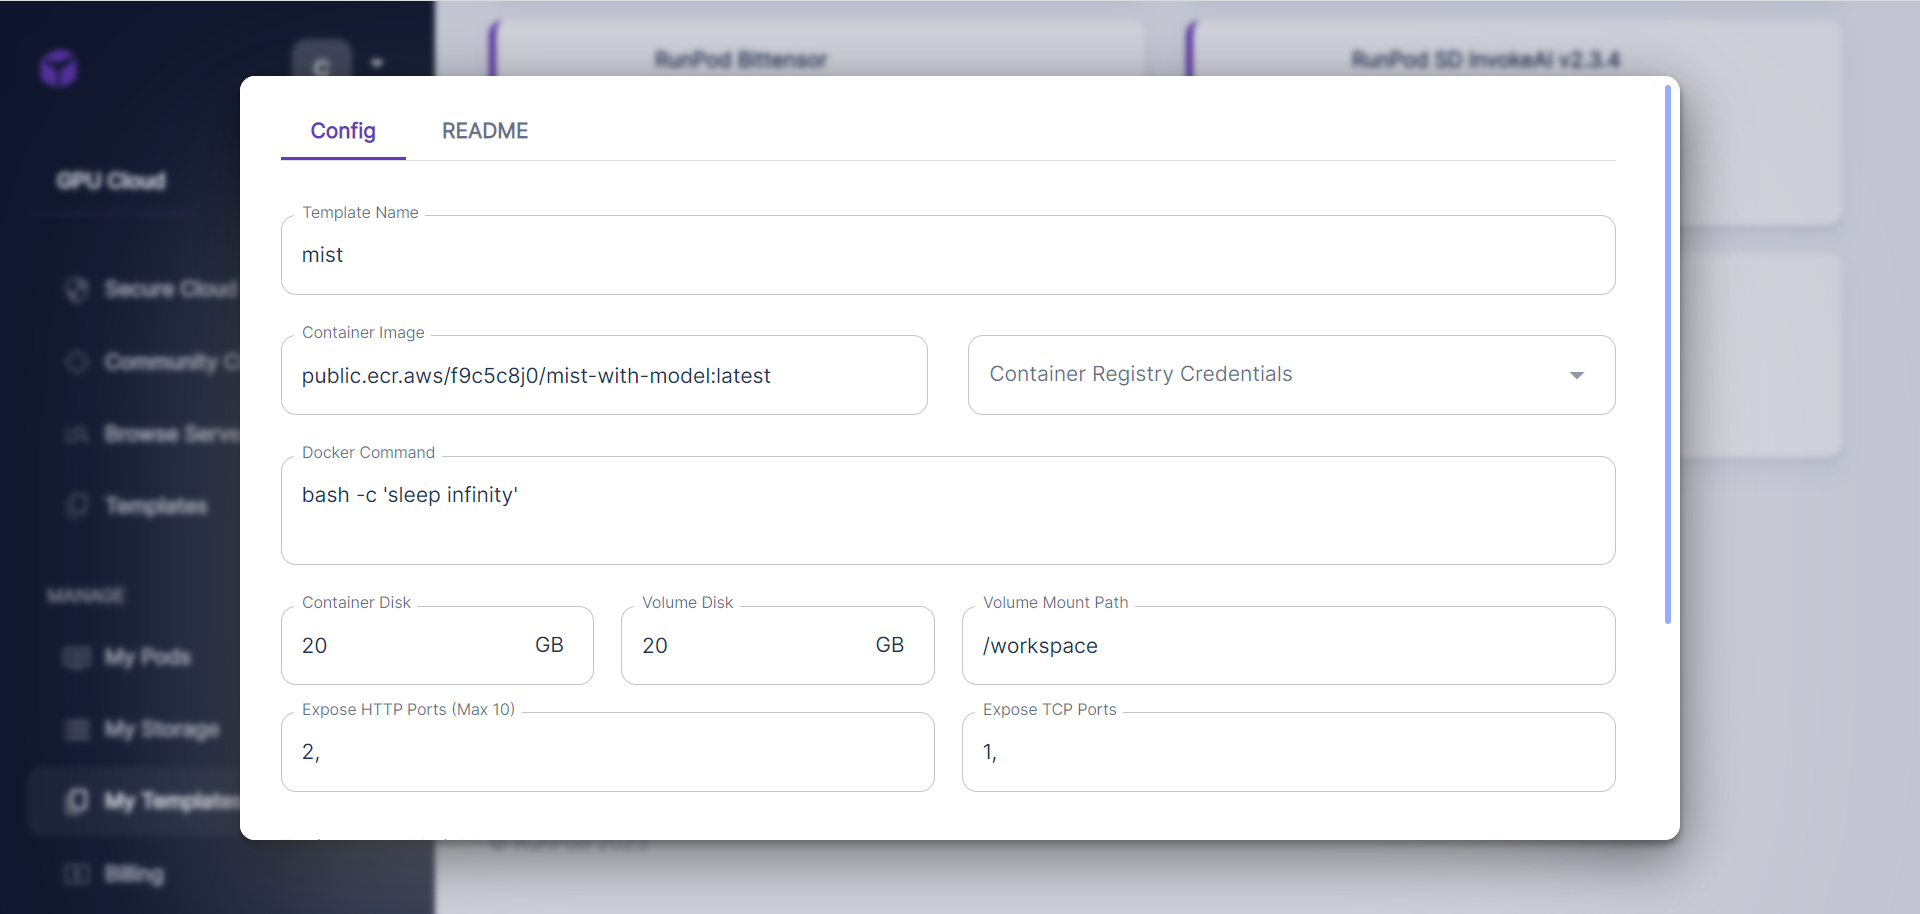 RunPod Bittensor
RunPod SD InvokeAI v2.3.4
C
GPU Cloud
Secure Cloud
Community C
Browse Serve
Templates
MANAGE
My Pods
My Storage
My Templates
Billing
Config
README
Template Name
mist
Container Image
public.ecr.aws/f9c5c8j0/mist-with-model:latest
Container Registry Credentials
Docker Command
bash -c 'sleep infinity'
Container Disk
20 GB
Volume Disk
20 GB
Volume Mount Path
/workspace
Expose HTTP Ports (Max 10)
2,
Expose TCP Ports
1,